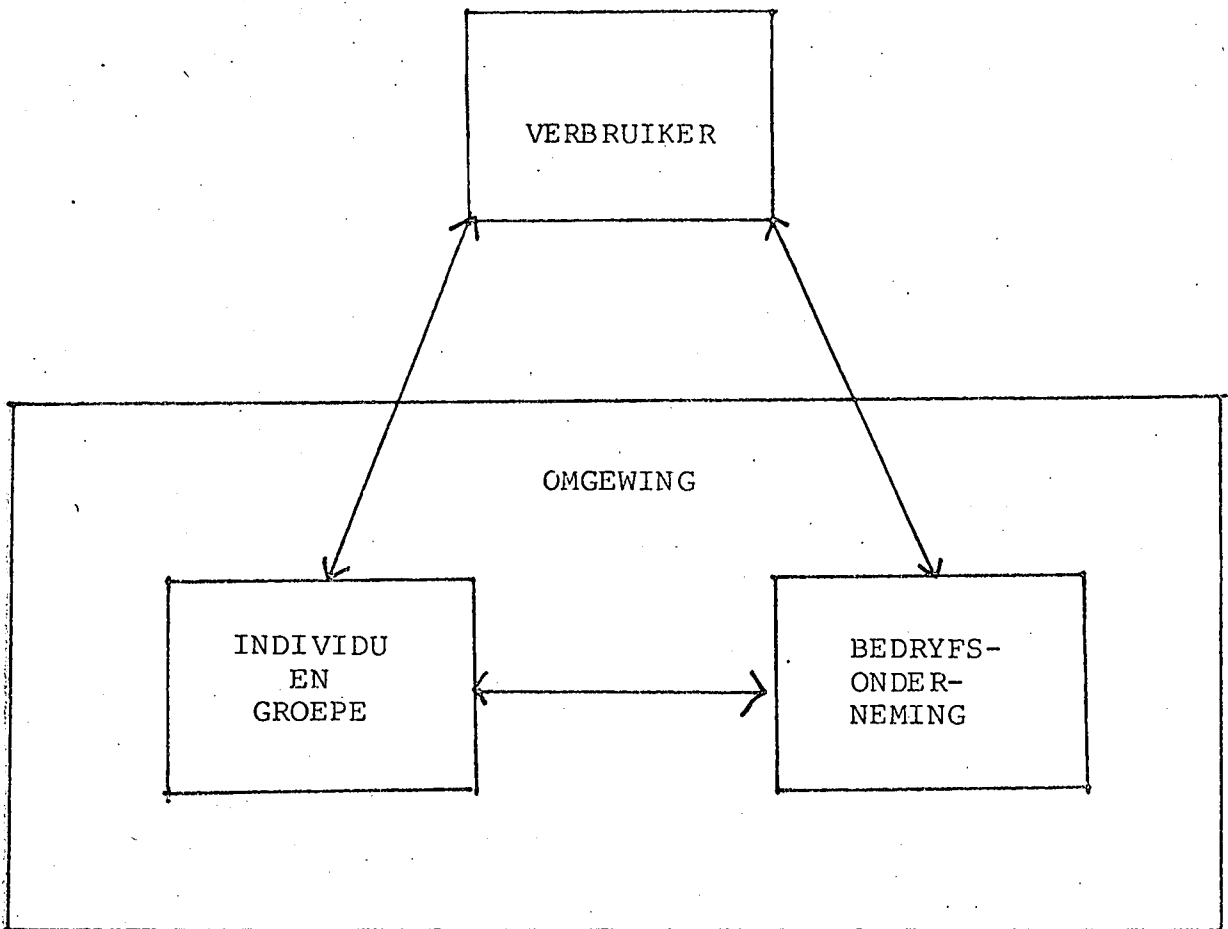 VERBRUIKER
OMGEWING
INDIVIDU
EN
GROEPE
BEDRYFS-
ONDER-
NEMING